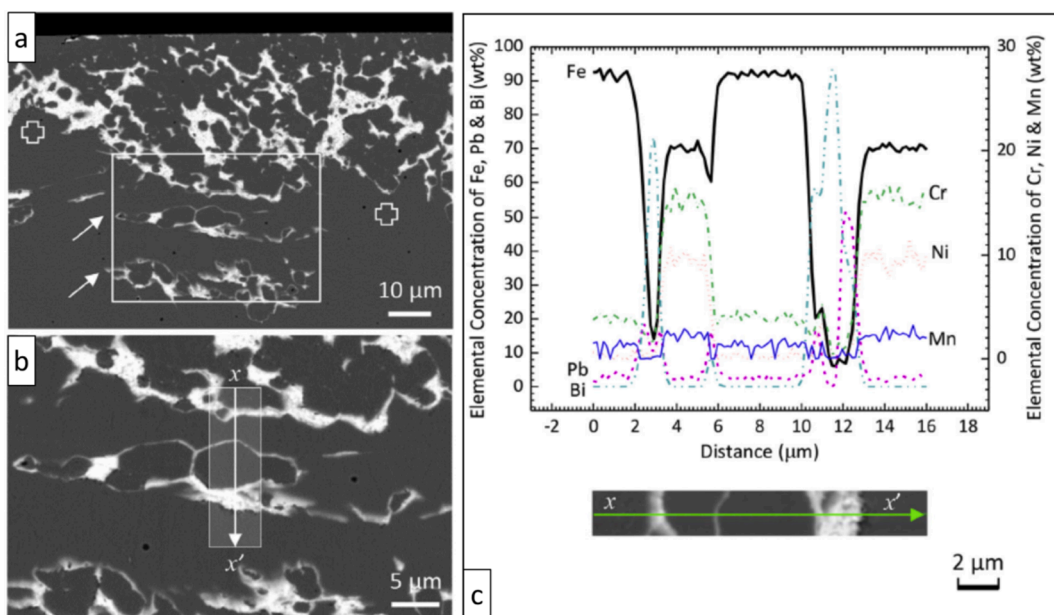 a
10 μm
b
x
x'
5 μm
Elemental Concentration of Fe, Pb & Bi (wt%)
100
90
80
70
60
50
40
30
20
10
0
Fe
Pb
Bi
Cr
Ni
Mn
30
20
10
0
Elemental Concentration of Cr, Ni & Mn (wt%)
-2 0 2 4 6 8 10 12 14 16 18
Distance (μm)
x x'
2 μm
c